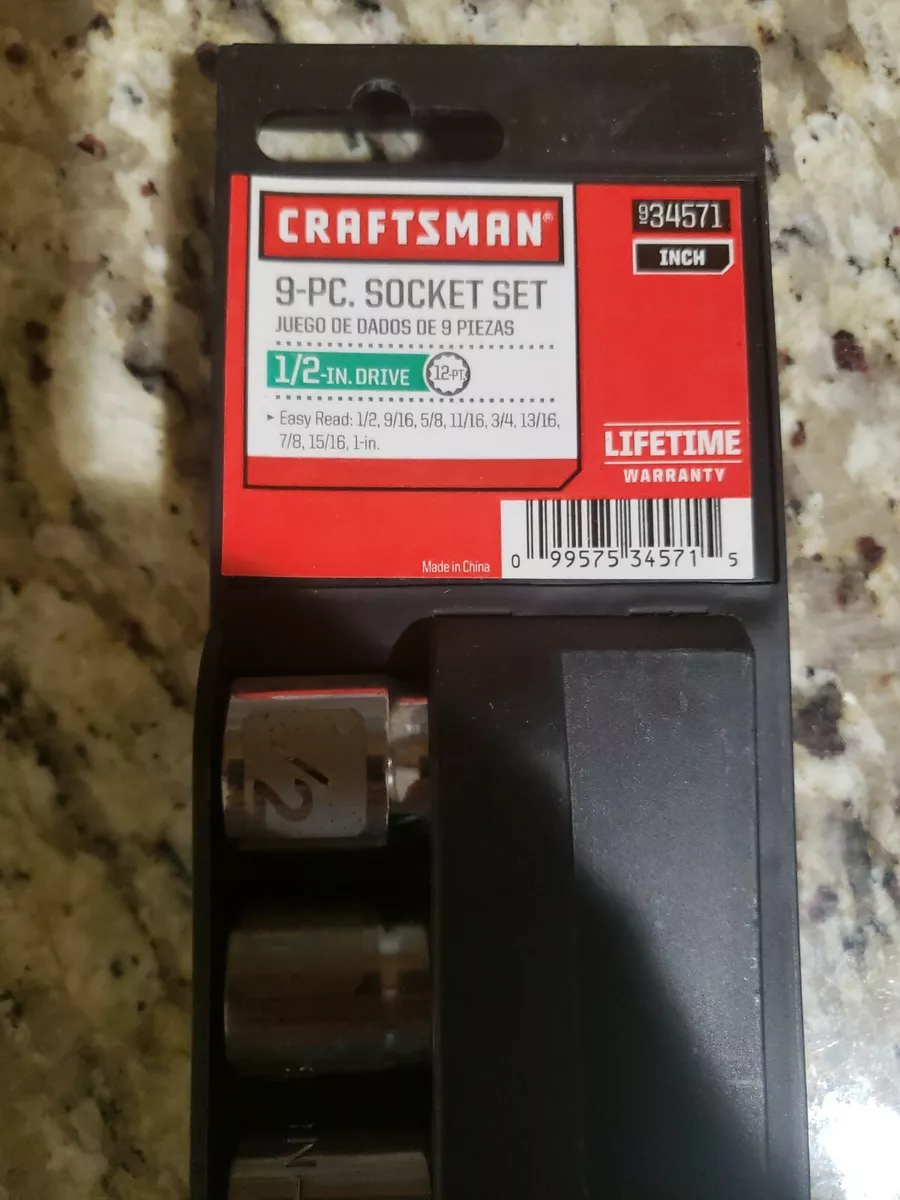 CRAFTSMAN®
9-PC. SOCKET SET
JUEGO DE DADOS DE 9 PIEZAS
1/2-IN. DRIVE 12-PT.
▸ Easy Read: 1/2, 9/16, 5/8, 11/16, 3/4, 13/16,
7/8, 15/16, 1-in.
934571
INCH
LIFETIME
WARRANTY
Made in China
0 99575 34571 5
1/2